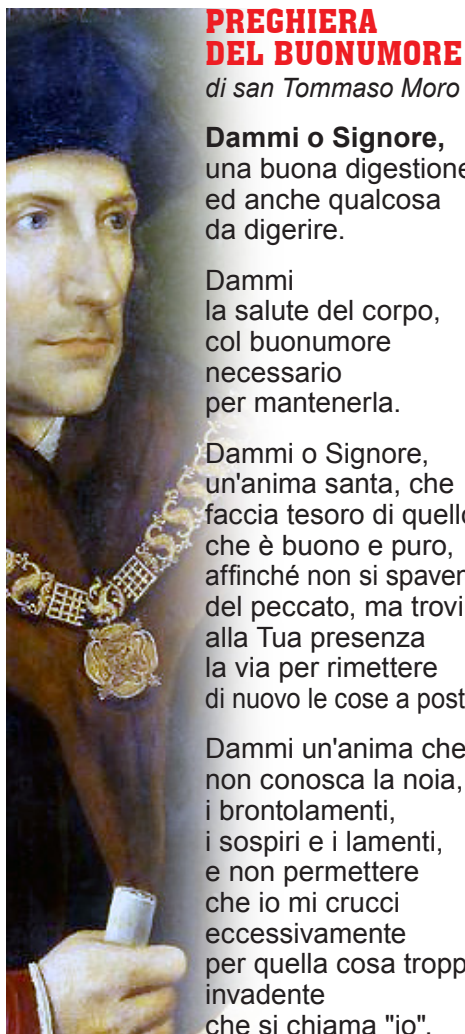 PREGHIERA
DEL BUONUMORE
di san Tommaso Moro
Dammi o Signore,
una buona digestione
ed anche qualcosa
da digerire.
Dammi
la salute del corpo,
col buonumore
necessario
per mantenerla.
Dammi o Signore,
un'anima santa, che
faccia tesoro di quello
che è buono e puro,
affinché non si spaven
del peccato, ma trovi
alla Tua presenza
la via per rimettere
di nuovo le cose a post
Dammi un'anima che
non conosca la noia,
i brontolamenti,
i sospiri e i lamenti,
e non permettere
che io mi crucci
eccessivamente
per quella cosa tropp
invadente
che si chiama "io".